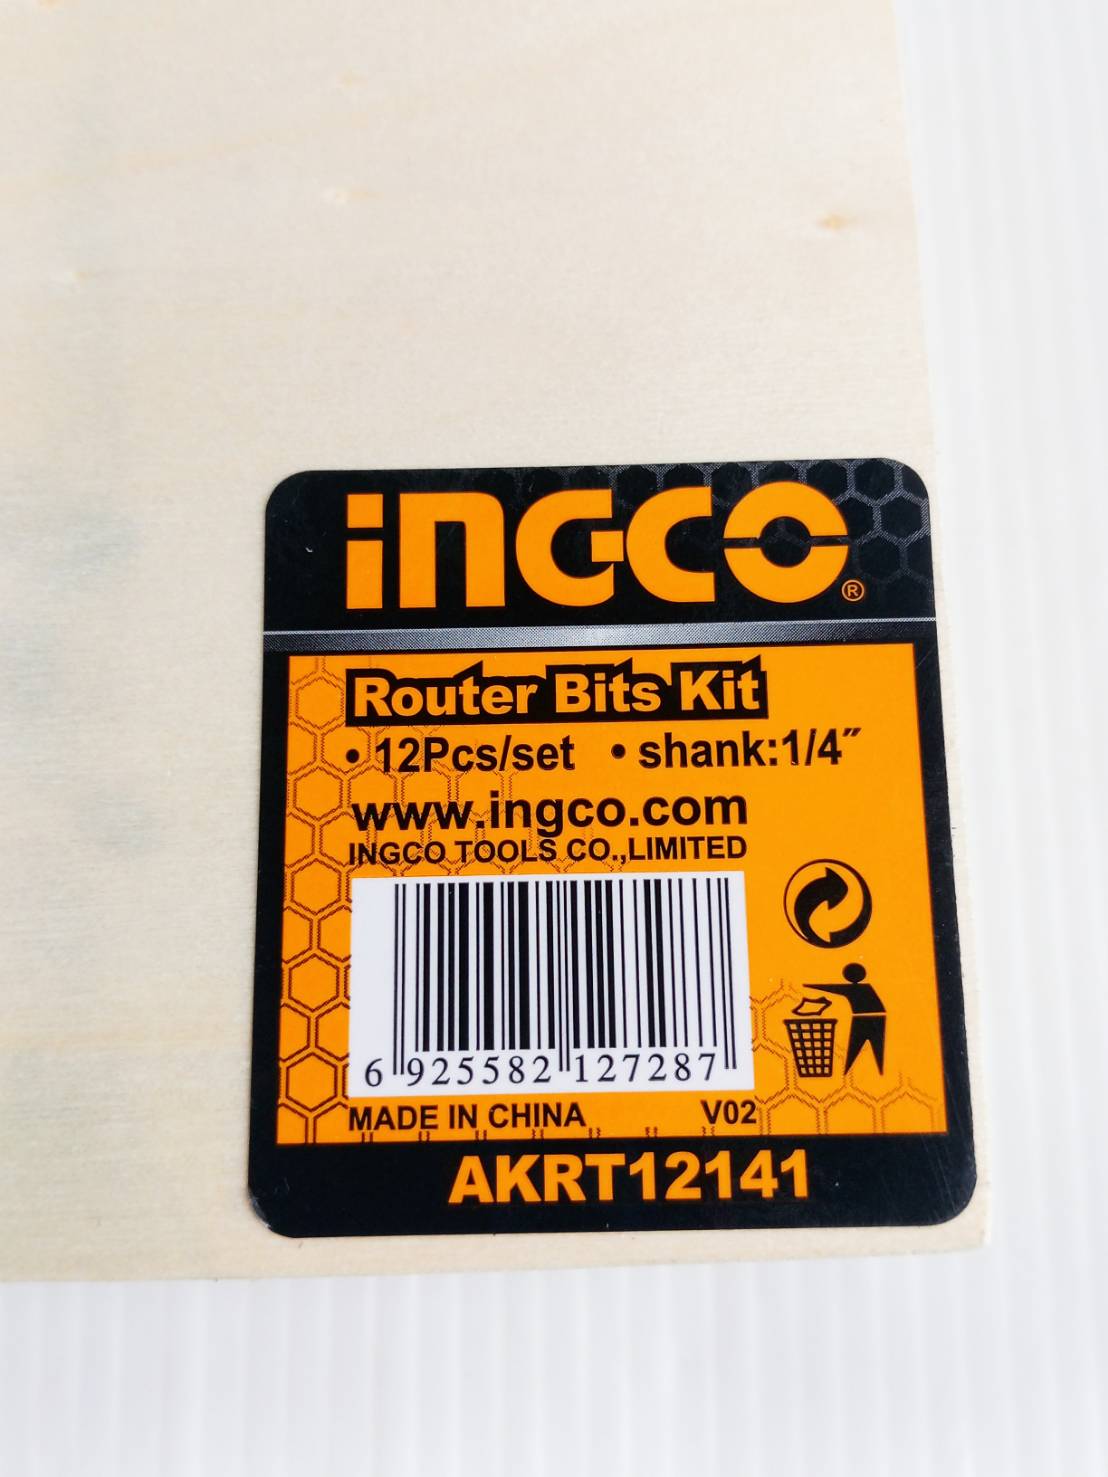 INGCO®
Router Bits Kit
• 12Pcs/set • shank:1/4″
www.ingco.com
INGCO TOOLS CO.,LIMITED
6 925582 127287
MADE IN CHINA V02
AKRT12141